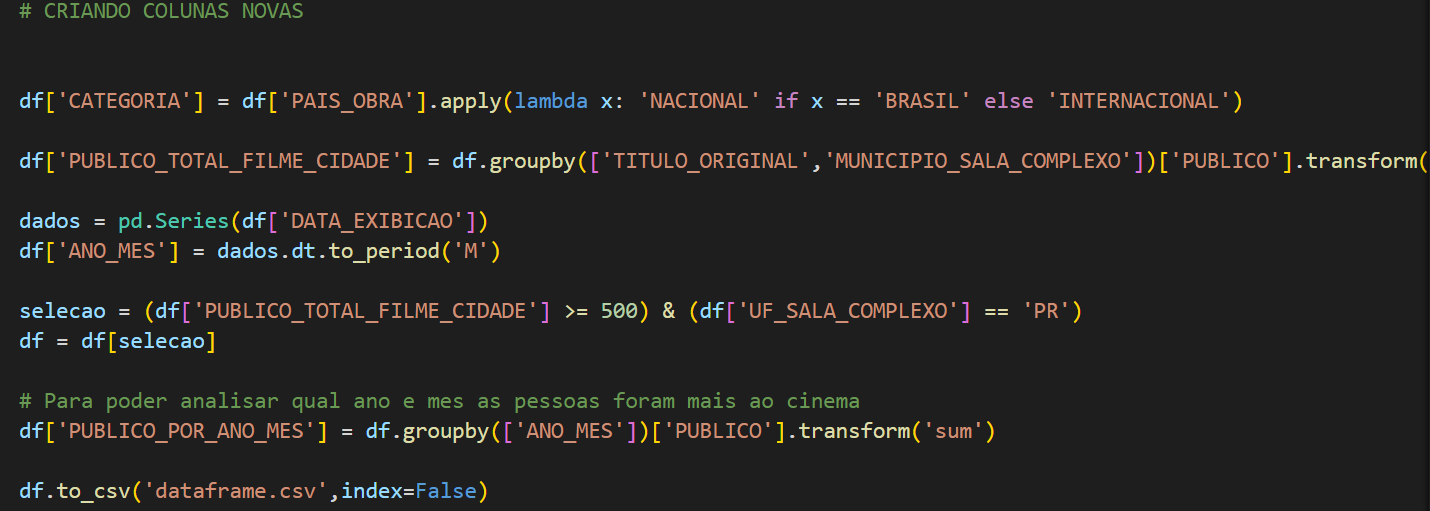 # CRIANDO COLUNAS NOVAS
df['CATEGORIA'] = df['PAIS_OBRA'].apply(lambda x: 'NACIONAL' if x == 'BRASIL' else 'INTERNACIONAL')
df['PUBLICO_TOTAL_FILME_CIDADE'] = df.groupby(['TITULO_ORIGINAL','MUNICIPIO_SALA_COMPLEXO'])['PUBLICO'].transform(
dados = pd.Series(df['DATA_EXIBICAO'])
df['ANO_MES'] = dados.dt.to_period('M')
selecao = (df['PUBLICO_TOTAL_FILME_CIDADE'] >= 500) & (df['UF_SALA_COMPLEXO'] == 'PR')
df = df[selecao]
# Para poder analisar qual ano e mes as pessoas foram mais ao cinema
df['PUBLICO_POR_ANO_MES'] = df.groupby(['ANO_MES'])['PUBLICO'].transform('sum')
df.to_csv('dataframe.csv',index=False)